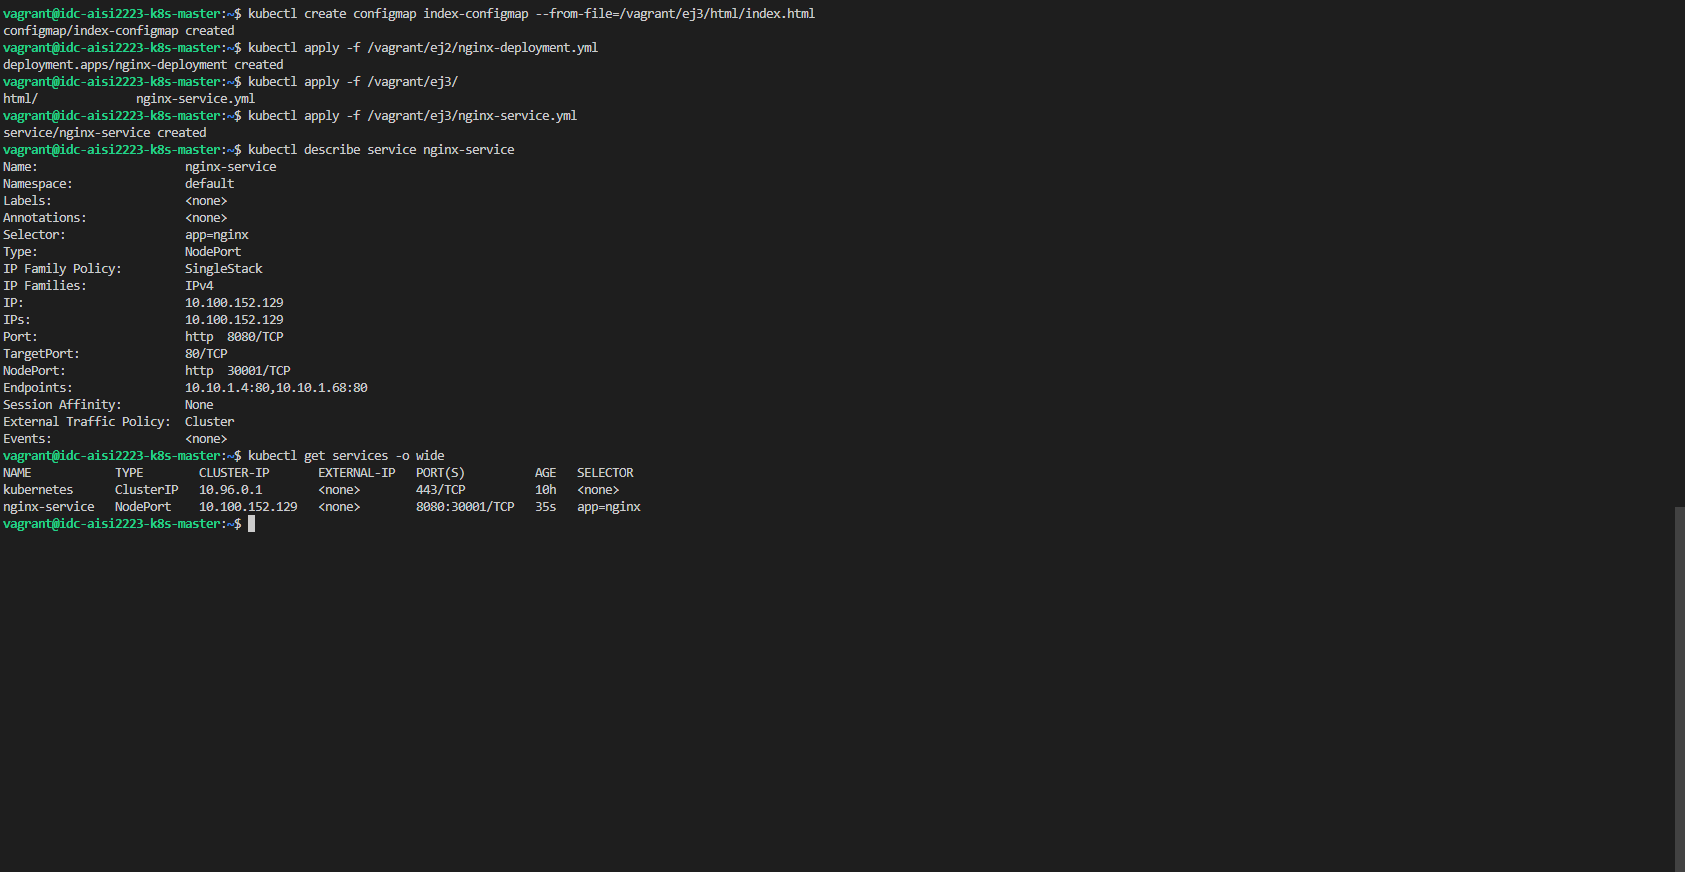 vagrant@idc-aisi2223-k8s-master:~$ kubectl create configmap index-configmap --from-file=/vagrant/ej3/html/index.html
configmap/index-configmap created
vagrant@idc-aisi2223-k8s-master:~$ kubectl apply -f /vagrant/ej2/nginx-deployment.yml
deployment.apps/nginx-deployment created
vagrant@idc-aisi2223-k8s-master:~$ kubectl apply -f /vagrant/ej3/
html/              nginx-service.yml
vagrant@idc-aisi2223-k8s-master:~$ kubectl apply -f /vagrant/ej3/nginx-service.yml
service/nginx-service created
vagrant@idc-aisi2223-k8s-master:~$ kubectl describe service nginx-service
Name:                     nginx-service
Namespace:                default
Labels:                   <none>
Annotations:              <none>
Selector:                 app=nginx
Type:                     NodePort
IP Family Policy:         SingleStack
IP Families:              IPv4
IP:                       10.100.152.129
IPs:                      10.100.152.129
Port:                     http  8080/TCP
TargetPort:               80/TCP
NodePort:                 http  30001/TCP
Endpoints:                10.10.1.4:80,10.10.1.68:80
Session Affinity:         None
External Traffic Policy:  Cluster
Events:                   <none>
vagrant@idc-aisi2223-k8s-master:~$ kubectl get services -o wide
NAME            TYPE        CLUSTER-IP       EXTERNAL-IP   PORT(S)          AGE   SELECTOR
kubernetes      ClusterIP   10.96.0.1        <none>        443/TCP          10h   <none>
nginx-service   NodePort    10.100.152.129   <none>        8080:30001/TCP   35s   app=nginx
vagrant@idc-aisi2223-k8s-master:~$